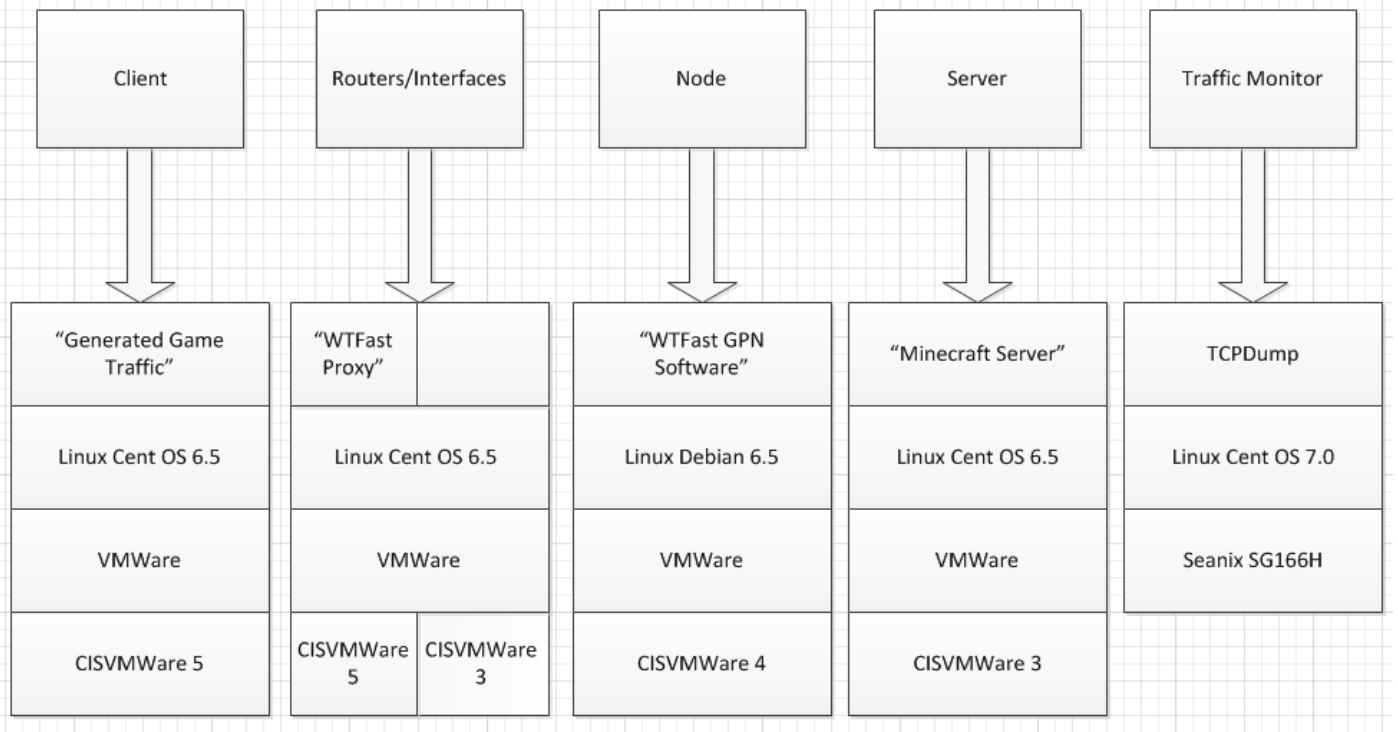 Client
Routers/Interfaces
Node
Server
Traffic Monitor
“Generated Game
Traffic”
“WTFast
Proxy”
“WTFast GPN
Software”
“Minecraft Server”
TCPDump
Linux Cent OS 6.5
Linux Cent OS 6.5
Linux Debian 6.5
Linux Cent OS 6.5
Linux Cent OS 7.0
VMWare
VMWare
VMWare
VMWare
Seanix SG166H
CISVMWare 5
CISVMWare
5
CISVMWare
3
CISVMWare 4
CISVMWare 3